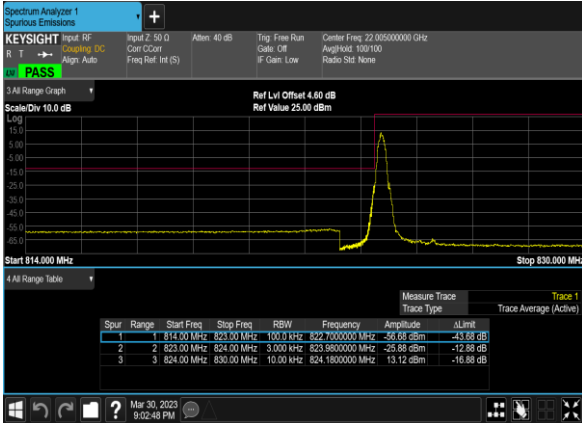 Spectrum Analyzer 1
Spurious Emissions
+
KEYSIGHT Input: RF Input Z: 50 Ω Atten: 40 dB Trig: Free Run Center Freq: 22.005000000 GHz
R T Coupling: DC Corr CCorr Gate: Off Avg|Hold: 100/100
Align: Auto Freq Ref: Int (S) IF Gain: Low Radio Std: None
LXI PASS
3 All Range Graph
Ref Lvl Offset 4.60 dB
Scale/Div 10.0 dB Ref Value 25.00 dBm
Log
15.0
5.00
-5.00
-15.0
-25.0
-35.0
-45.0
-55.0
-65.0
Start 814.000 MHz Stop 830.000 MHz
4 All Range Table
Measure Trace Trace 1
Trace Type Trace Average (Active)
Spur Range Start Freq Stop Freq RBW Frequency Amplitude ΔLimit
1 1 814.00 MHz 823.00 MHz 100.0 kHz 822.7000000 MHz -56.68 dBm -43.68 dB
2 2 823.00 MHz 824.00 MHz 3.000 kHz 823.9800000 MHz -25.88 dBm -12.88 dB
3 3 824.00 MHz 830.00 MHz 10.00 kHz 824.1800000 MHz 13.12 dBm -16.88 dB
? Mar 30, 2023
9:02:48 PM